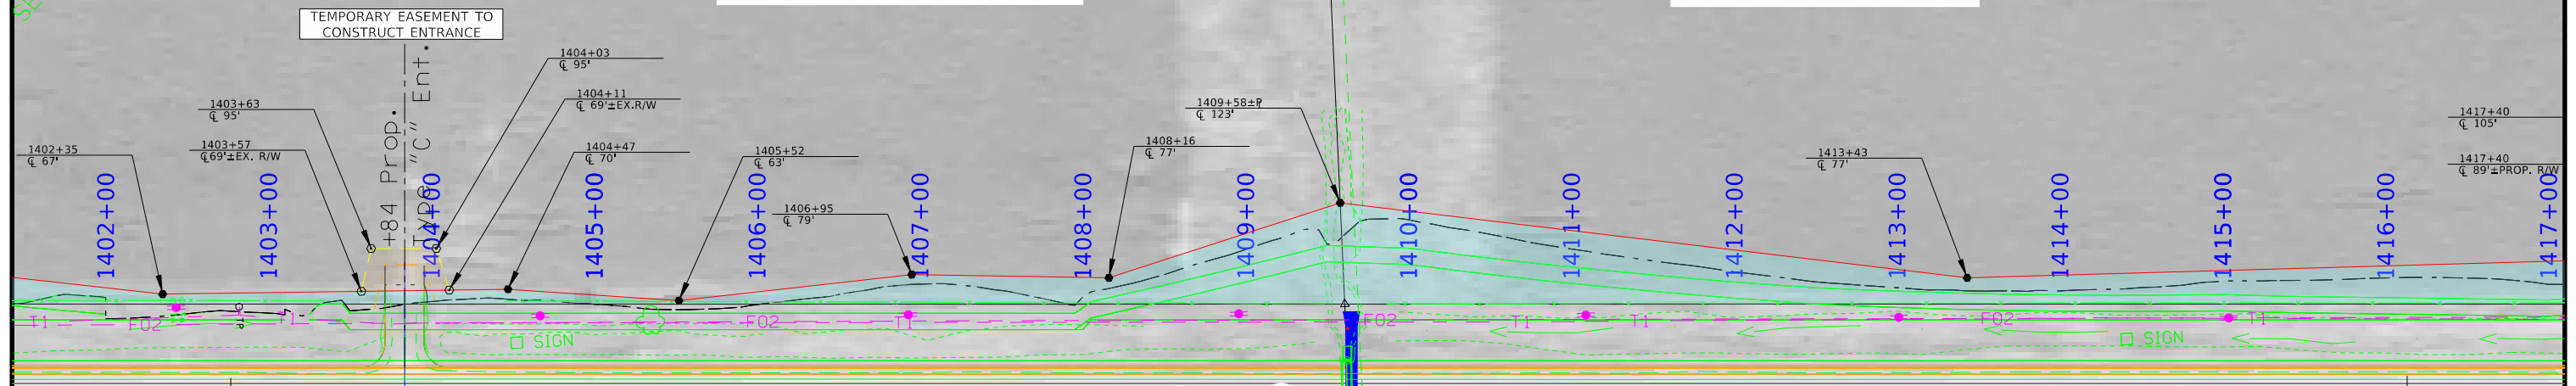 TEMPORARY EASEMENT TO
CONSTRUCT ENTRANCE
1404+03
℄ 95'
1404+11
℄ 69'±EX.R/W
1403+63
℄ 95'
1403+57
℄69'±EX. R/W
1402+35
℄ 67'
+84 Prop.
Type "C" Ent.
1404+47
℄ 70'
1405+52
℄ 63'
1406+95
℄ 79'
1408+16
℄ 77'
1409+58±
℄ 123'
1413+43
℄ 77'
1417+40
℄ 105'
1417+40
℄ 89'±PROP. R/W
1402+00
1403+00
1404+00
1405+00
1406+00
1407+00
1408+00
1409+00
1410+00
1411+00
1412+00
1413+00
1414+00
1415+00
1416+00
1417+00
T1
FO2
TP
T1
FO2
T1
FO2
T1
T1
FO2
T1
SIGN
SIGN